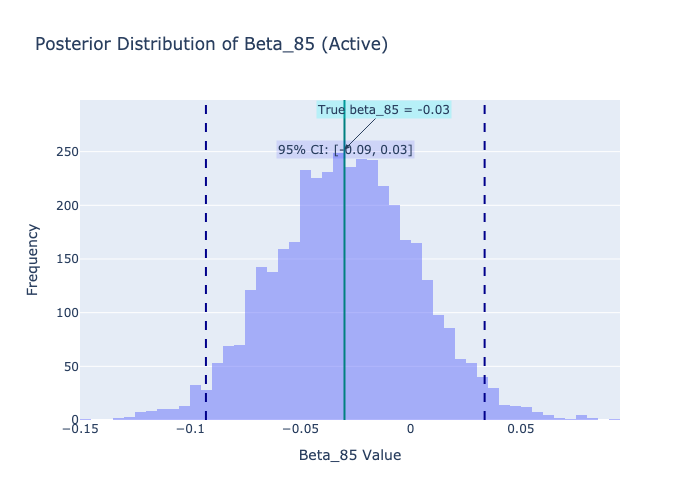 Posterior Distribution of Beta_85 (Active)
True beta_85 = -0.03
95% CI: [-0.09, 0.03]
250
200
150
100
50
0
Frequency
−0.15
−0.1
−0.05
0
0.05
Beta_85 Value